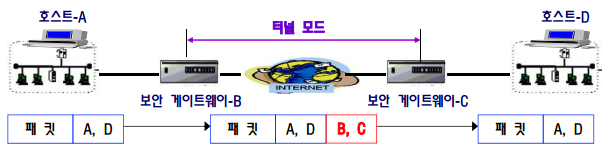 호스트-A
터널 모드
호스트-D
INTERNET
보안 게이트웨이-B
보안 게이트웨이-C
패 킷 A, D
패 킷 A, D B, C
패 킷 A, D